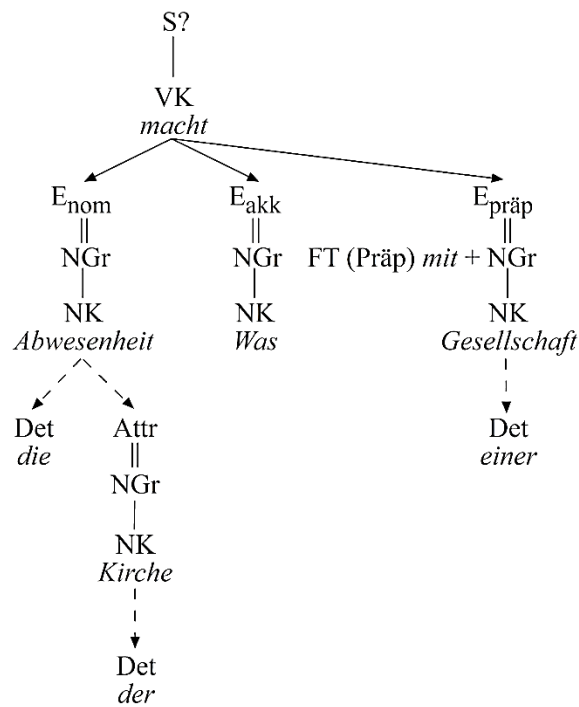 S?
VK
macht
Enom Eakk Epräp
NGr NGr FT (Präp) mit + NGr
NK NK NK
Abwesenheit Was Gesellschaft
Det Attr Det
die einer
NGr
NK
Kirche
Det
der